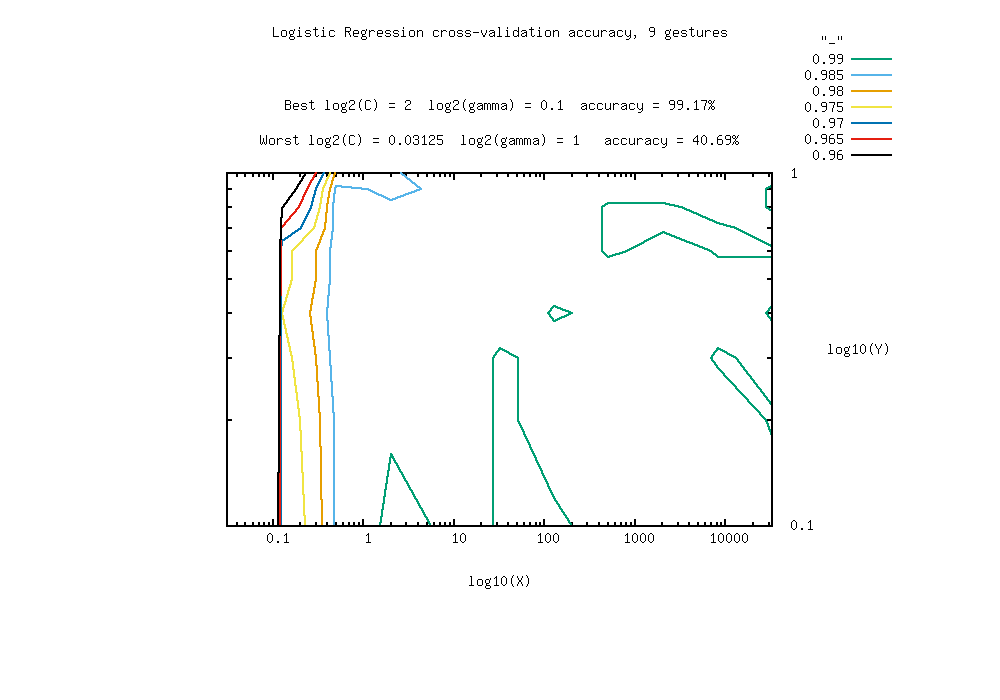 Logistic Regression cross-validation accuracy, 9 gestures
"_"
0.99
0.985
0.98
0.975
0.97
0.965
0.96
Best log2(C) = 2 log2(gamma) = 0.1 accuracy = 99.17%
Worst log2(C) = 0.03125 log2(gamma) = 1 accuracy = 40.69%
1
log10(Y)
0.1
0.1 1 10 100 1000 10000
log10(X)